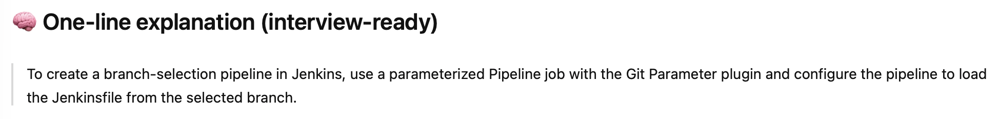 🧠 One-line explanation (interview-ready)
To create a branch-selection pipeline in Jenkins, use a parameterized Pipeline job with the Git Parameter plugin and configure the pipeline to load
the Jenkinsfile from the selected branch.